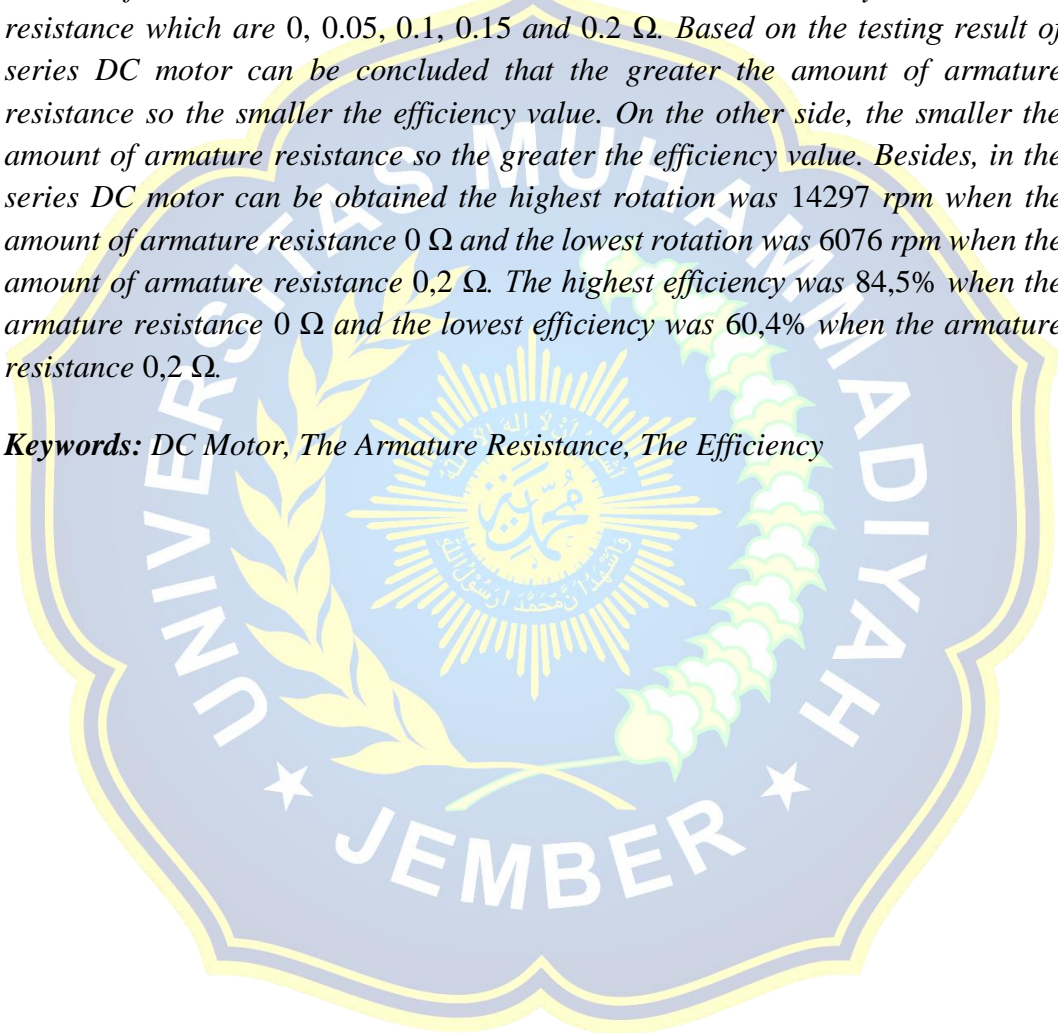 resistance which are 0, 0.05, 0.1, 0.15 and 0.2 Ω. Based on the testing result of
series DC motor can be concluded that the greater the amount of armature
resistance so the smaller the efficiency value. On the other side, the smaller the
amount of armature resistance so the greater the efficiency value. Besides, in the
series DC motor can be obtained the highest rotation was 14297 rpm when the
amount of armature resistance 0 Ω and the lowest rotation was 6076 rpm when the
amount of armature resistance 0,2 Ω. The highest efficiency was 84,5% when the
armature resistance 0 Ω and the lowest efficiency was 60,4% when the armature
resistance 0,2 Ω.
Keywords: DC Motor, The Armature Resistance, The Efficiency
UNIVERSITAS MUHAMMADIYAH
JEMBER
محمدية